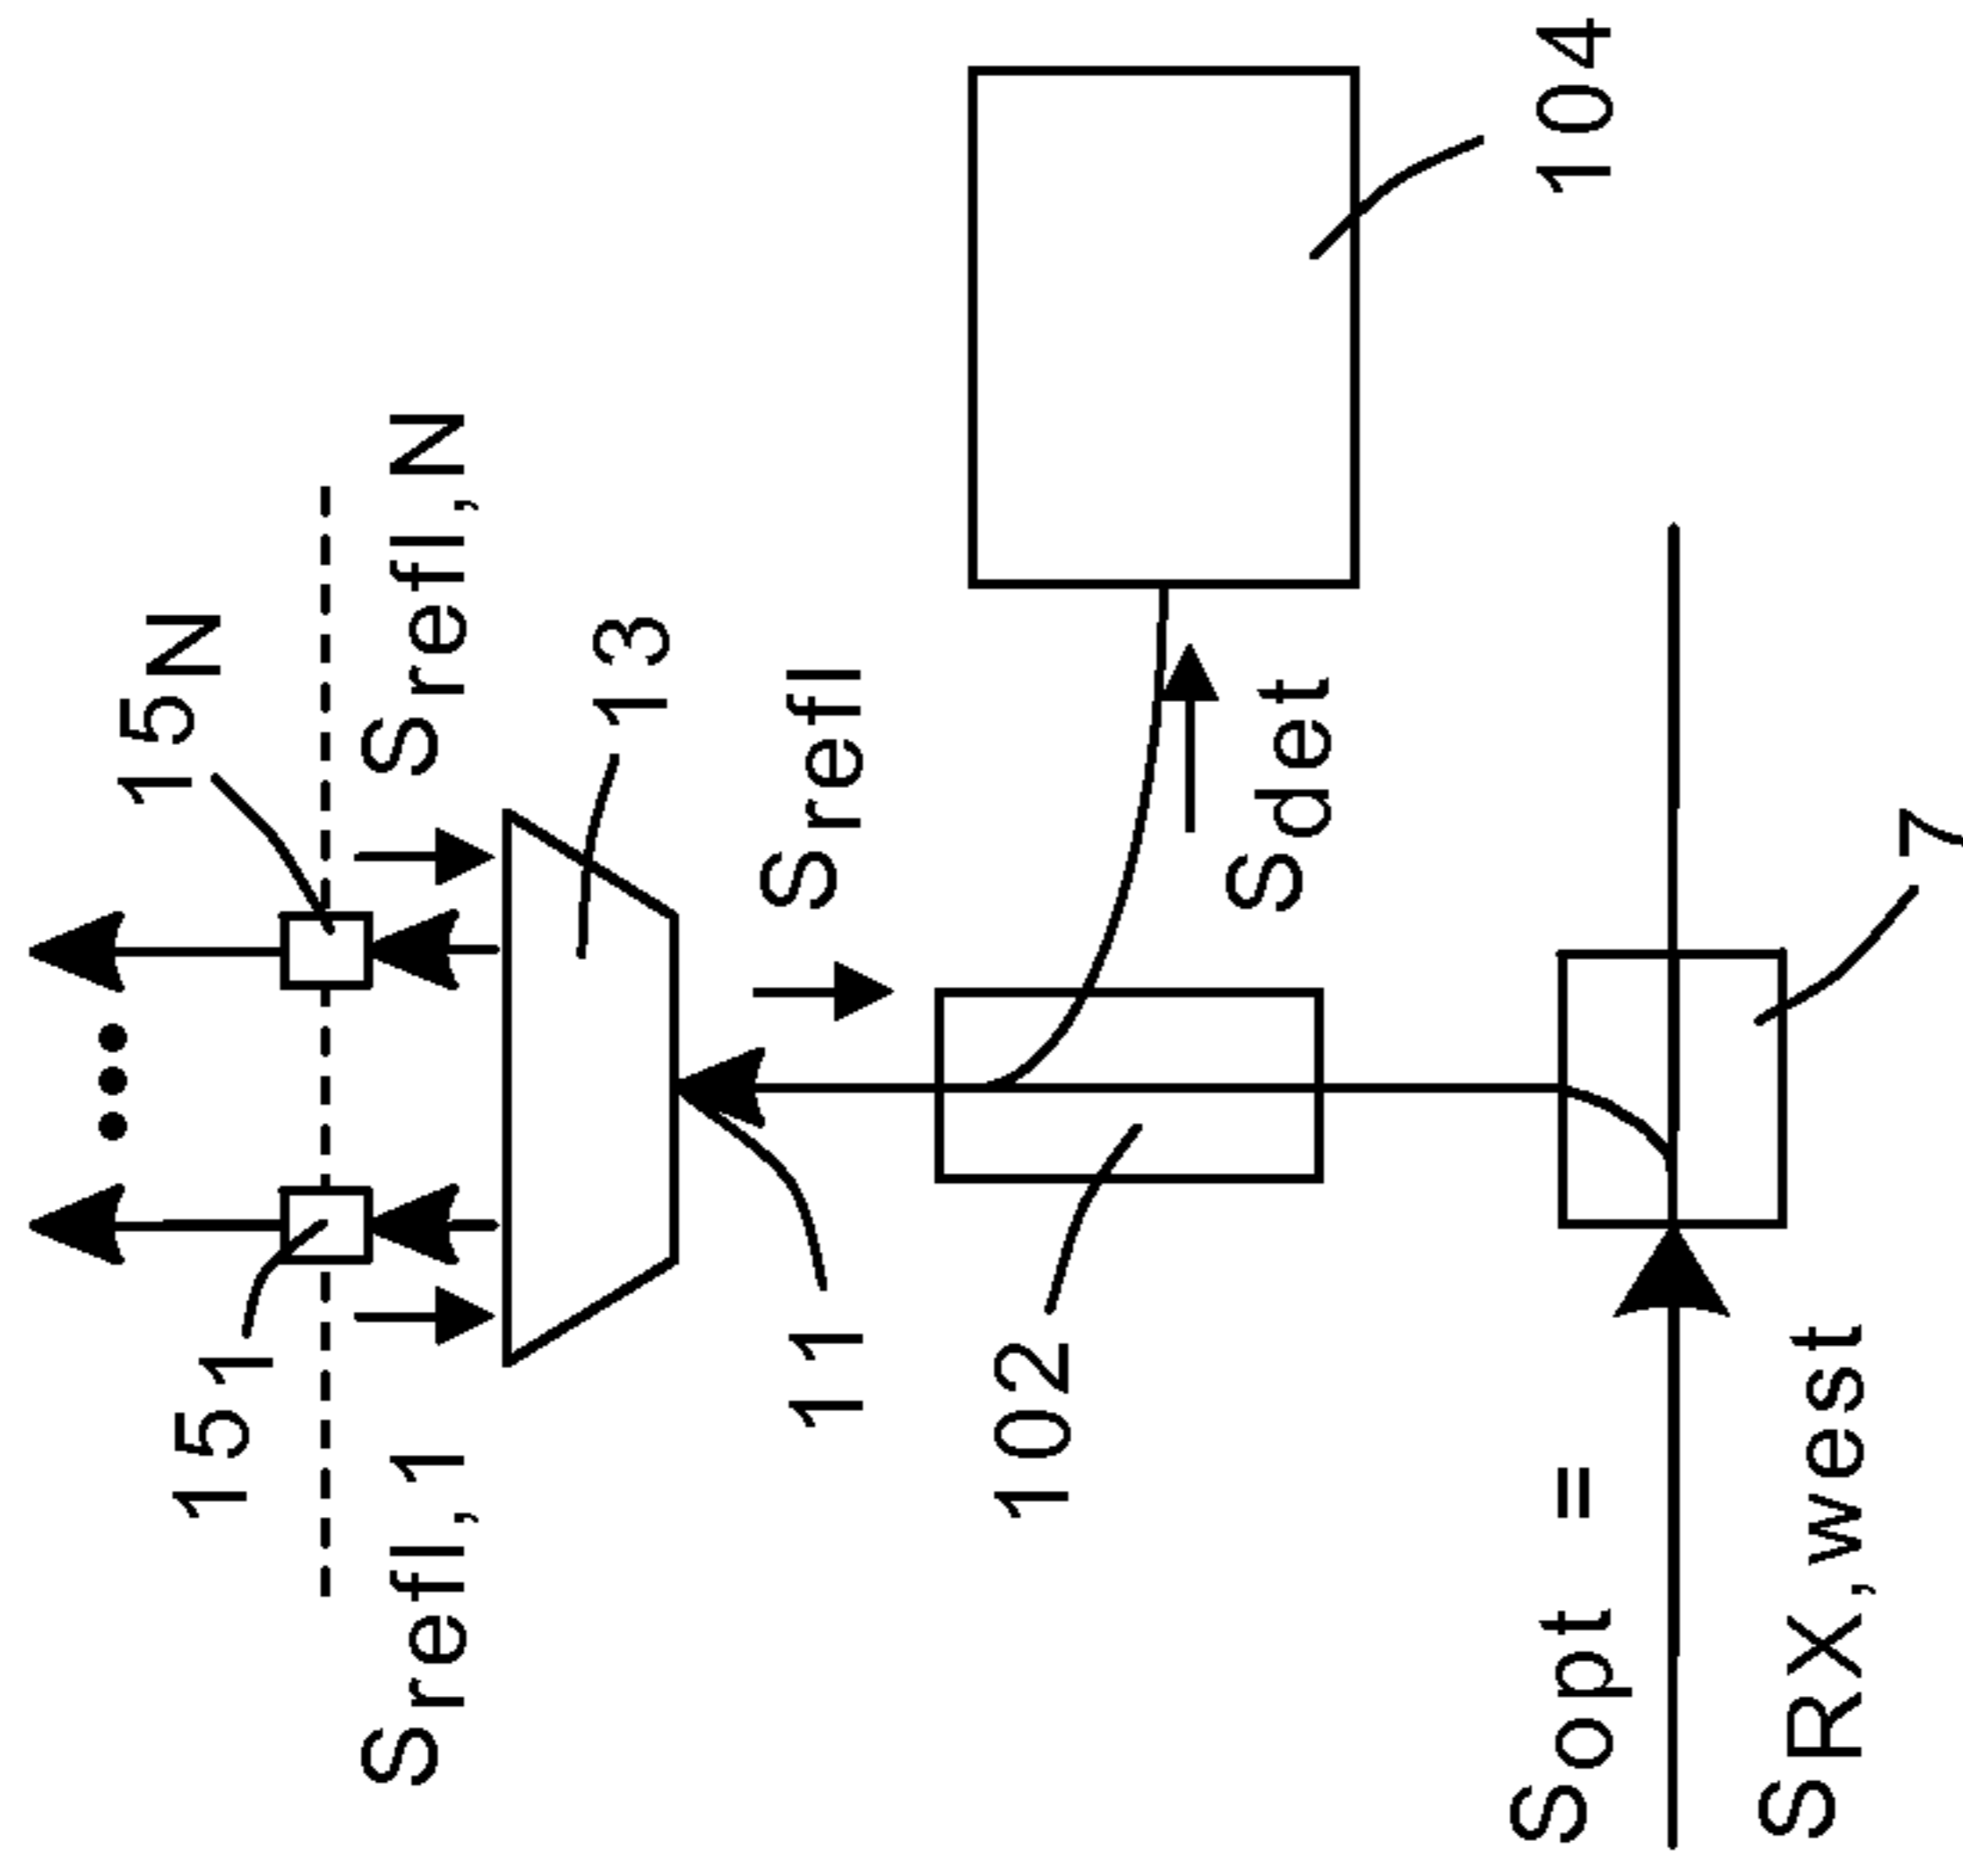 151
15N
Srefl,1
Srefl,N
13
11
Srefl
102
Sdet
104
Sopt =
SRX,west
7